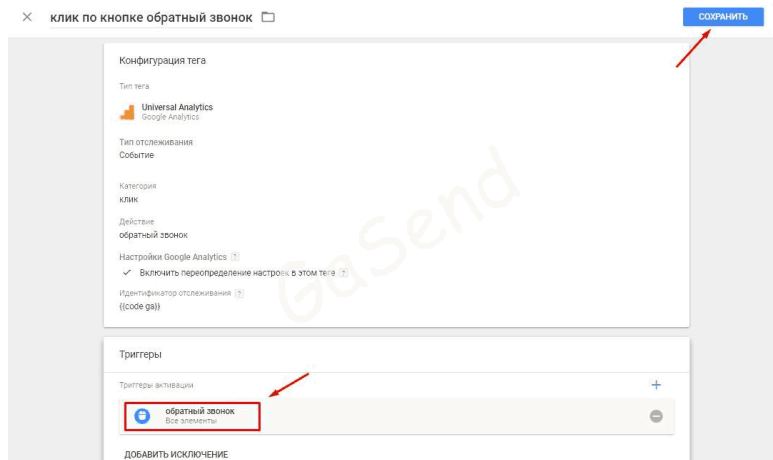 клик по кнопке обратный звонок
СОХРАНИТЬ
Конфигурация тега
Тип тега
Universal Analytics
Google Analytics
Тип отслеживания
Событие
Категория
клик
Действие
обратный звонок
Настройки Google Analytics ?
Включить переопределение настроек в этом теге ?
Идентификатор отслеживания ?
{{code ga}}
GaSend
Триггеры
Триггеры активации
обратный звонок
Все элементы
ДОБАВИТЬ ИСКЛЮЧЕНИЕ